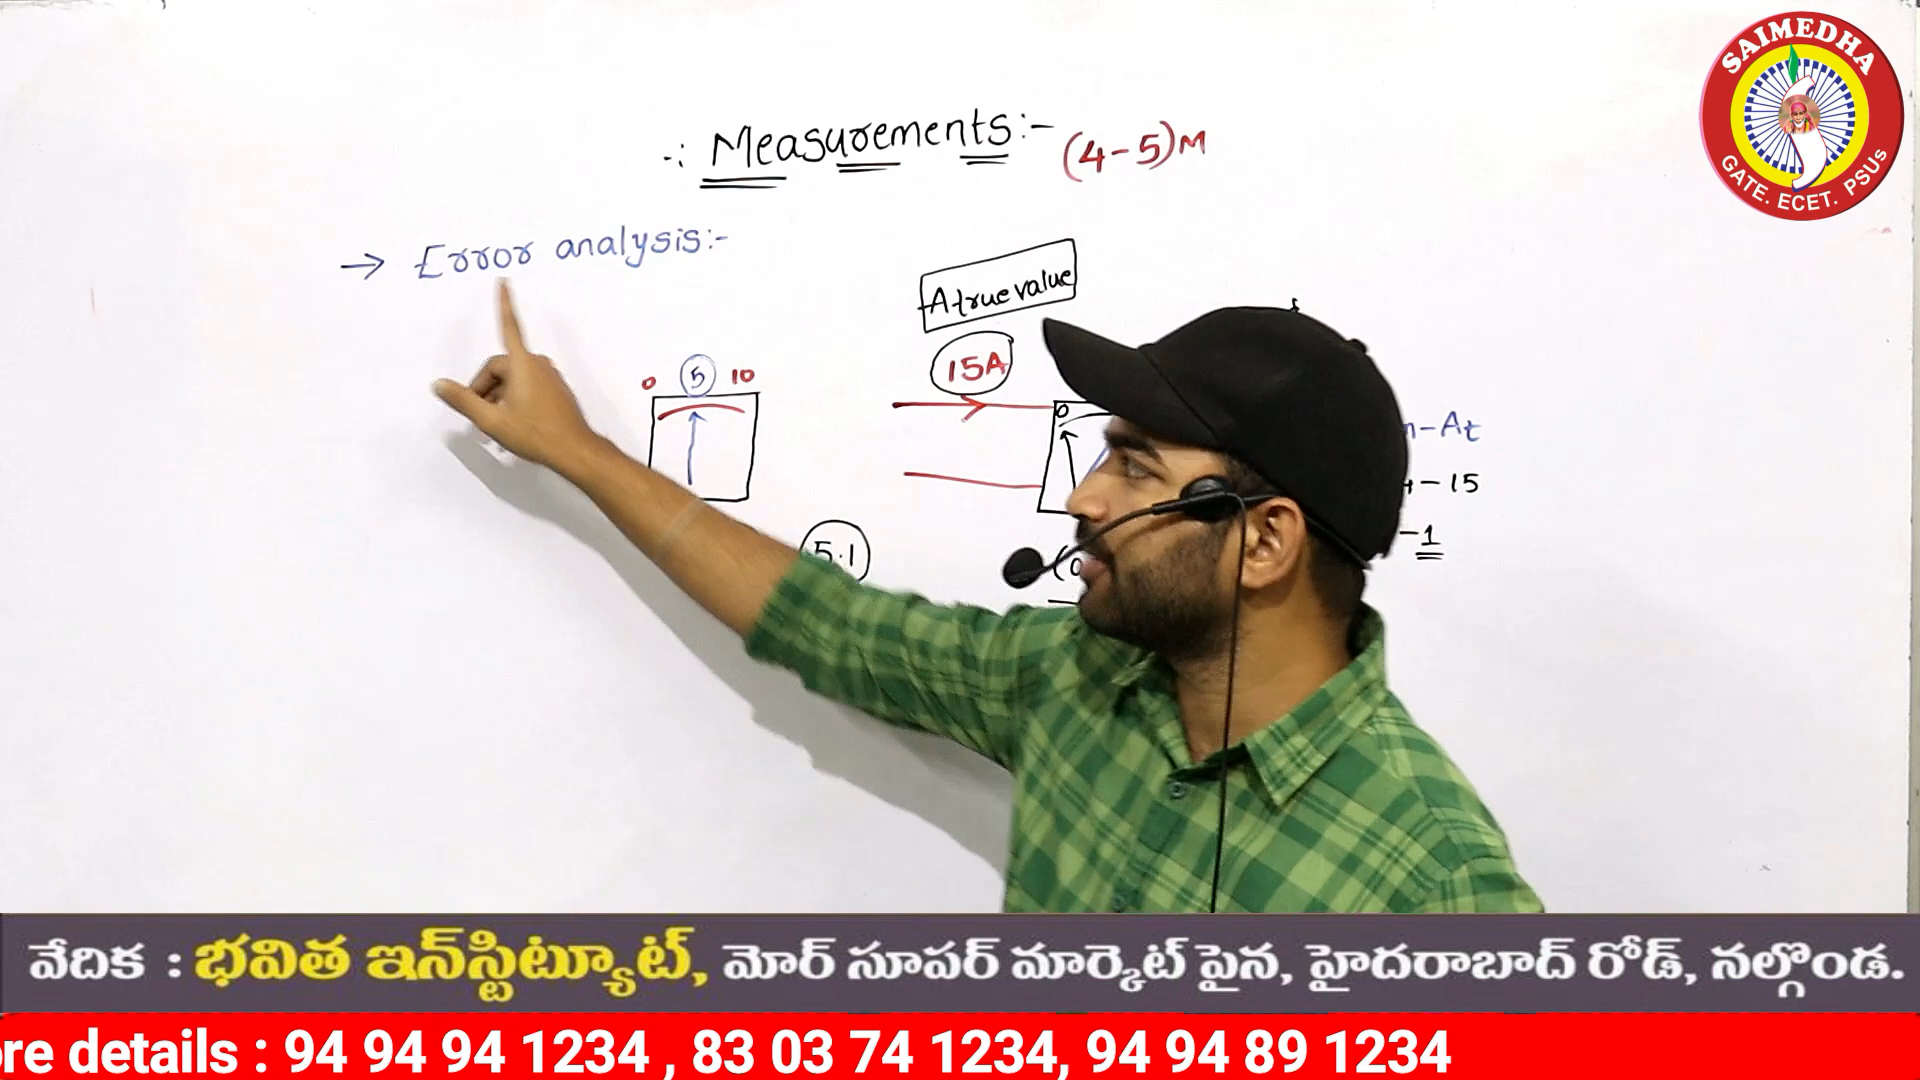 SAIMEDHA
GATE. ECET. PSUs
.: Measurements:- (4-5)M
→ Error analysis:-
A true value
0 5 10
15A
0
-At
-15
5.1
-1
వేదిక : భవిత ఇన్‌స్టిట్యూట్, మోర్ సూపర్ మార్కెట్ పైన, హైదరాబాద్ రోడ్, నల్గొండ.
re details : 94 94 94 1234 , 83 03 74 1234, 94 94 89 1234